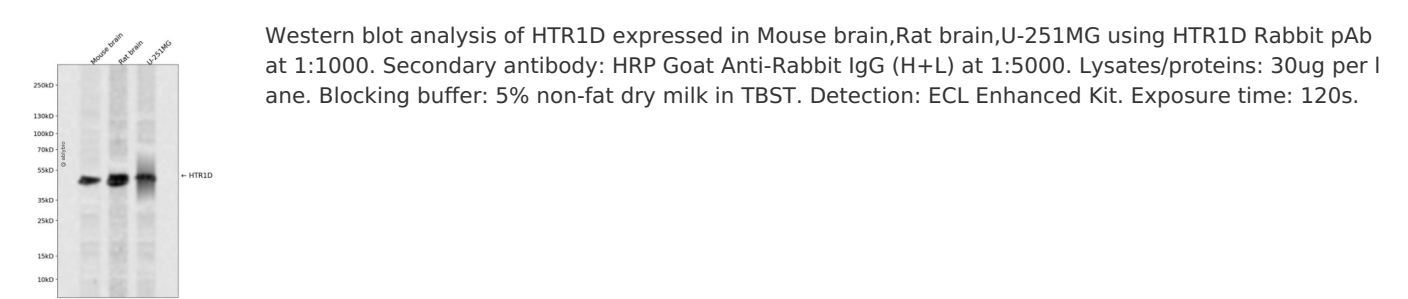 Mouse brain
Rat brain
U-251MG
250kD
130kD
100kD
70kD
55kD
35kD
25kD
15kD
10kD
@ ablybio
← HTR1D
Western blot analysis of HTR1D expressed in Mouse brain,Rat brain,U-251MG using HTR1D Rabbit pAb
at 1:1000. Secondary antibody: HRP Goat Anti-Rabbit IgG (H+L) at 1:5000. Lysates/proteins: 30ug per l
ane. Blocking buffer: 5% non-fat dry milk in TBST. Detection: ECL Enhanced Kit. Exposure time: 120s.